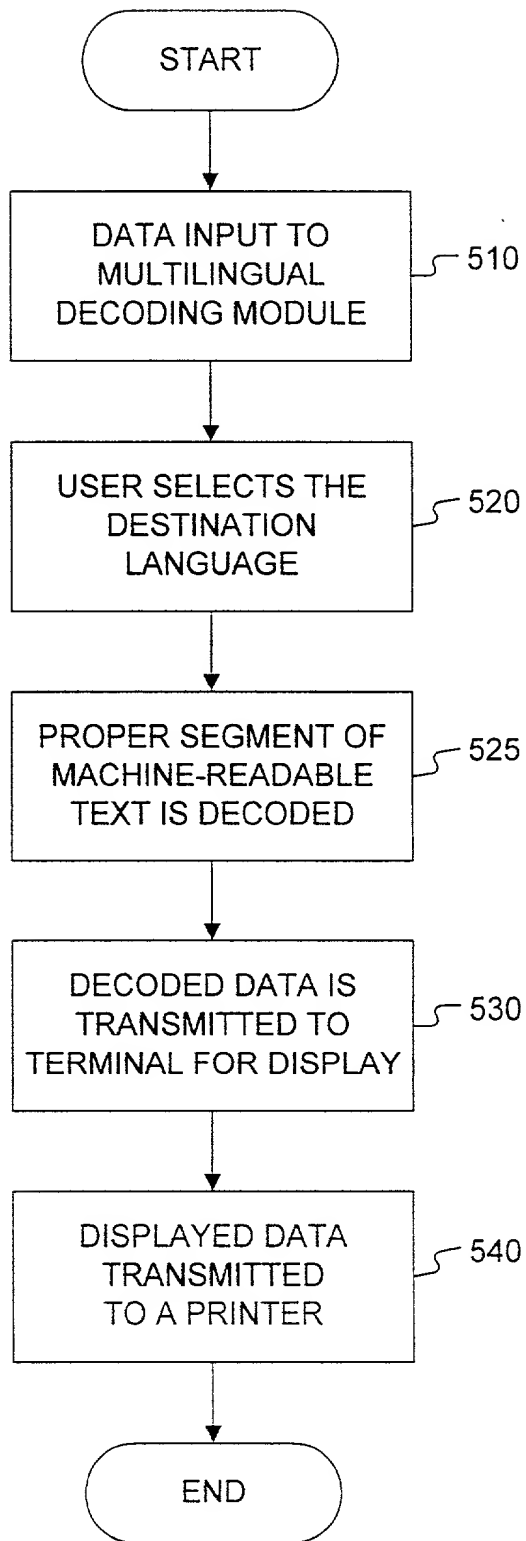 START
DATA INPUT TO
MULTILINGUAL
DECODING MODULE
510
USER SELECTS THE
DESTINATION
LANGUAGE
520
PROPER SEGMENT OF
MACHINE-READABLE
TEXT IS DECODED
525
DECODED DATA IS
TRANSMITTED TO
TERMINAL FOR DISPLAY
530
DISPLAYED DATA
TRANSMITTED
TO A PRINTER
540
END